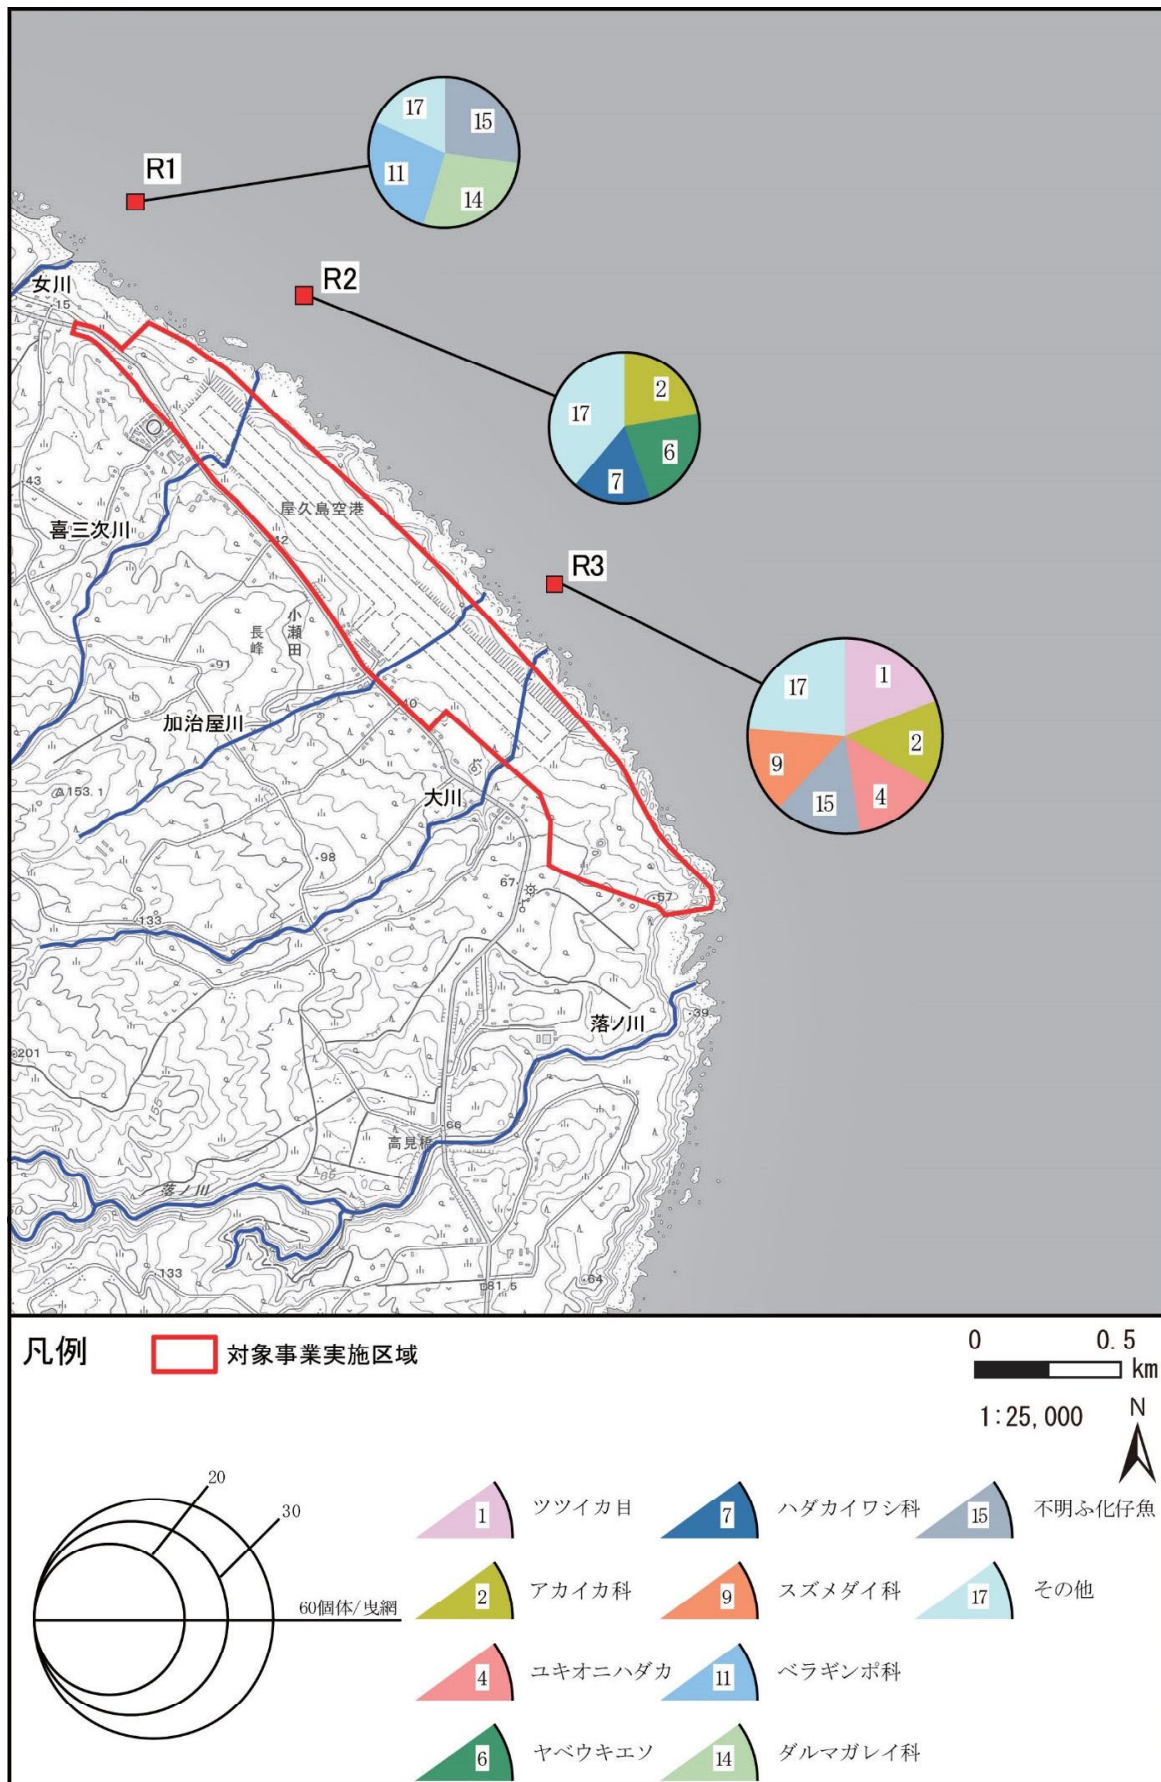 17
15
11
14
R1
R2
女川
15
2
17
6
7
43
屋久島空港
喜三次川
42
R3
小瀬田
長峰
91
1
17
2
9
4
15
加治屋川
40
153.1
大川
98
67
57
133
落ノ川
39
201
155
66
高見橋
落ノ川
133
81.5
64
凡例
対象事業実施区域
0 0.5
km
1:25,000
N
20
30
60個体/曳網
1 ツツイカ目
7 ハダカイワシ科
15 不明ふ化仔魚
2 アカイカ科
9 スズメダイ科
17 その他
4 ユキオニハダカ
11 ベラギンポ科
6 ヤベウキエソ
14 ダルマガレイ科